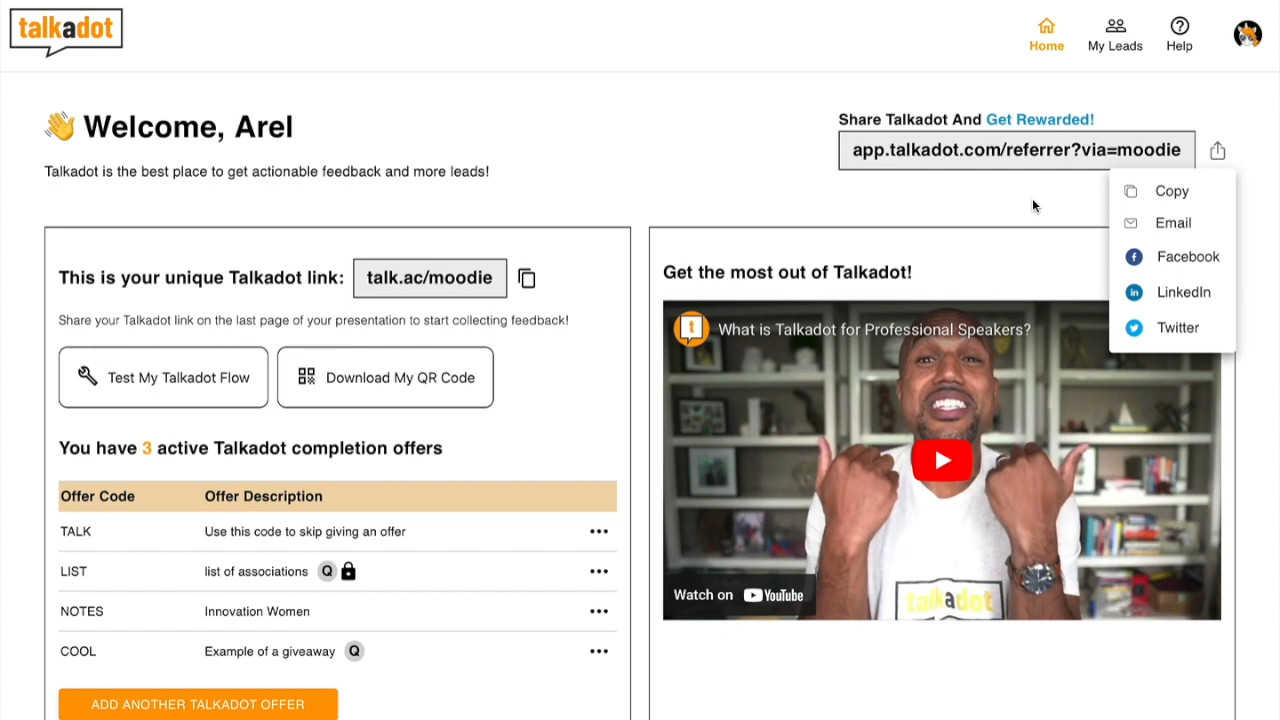 talkadot
Home
My Leads
Help
👋 Welcome, Arel
Talkadot is the best place to get actionable feedback and more leads!
Share Talkadot And Get Rewarded!
app.talkadot.com/referrer?via=moodie
Copy
Email
Facebook
LinkedIn
Twitter
This is your unique Talkadot link: talk.ac/moodie
Share your Talkadot link on the last page of your presentation to start collecting feedback!
Test My Talkadot Flow
Download My QR Code
You have 3 active Talkadot completion offers
Offer Code Offer Description
TALK Use this code to skip giving an offer
LIST list of associations Q
NOTES Innovation Women
COOL Example of a giveaway Q
ADD ANOTHER TALKADOT OFFER
Get the most out of Talkadot!
t What is Talkadot for Professional Speakers?
talkadot
Watch on YouTube